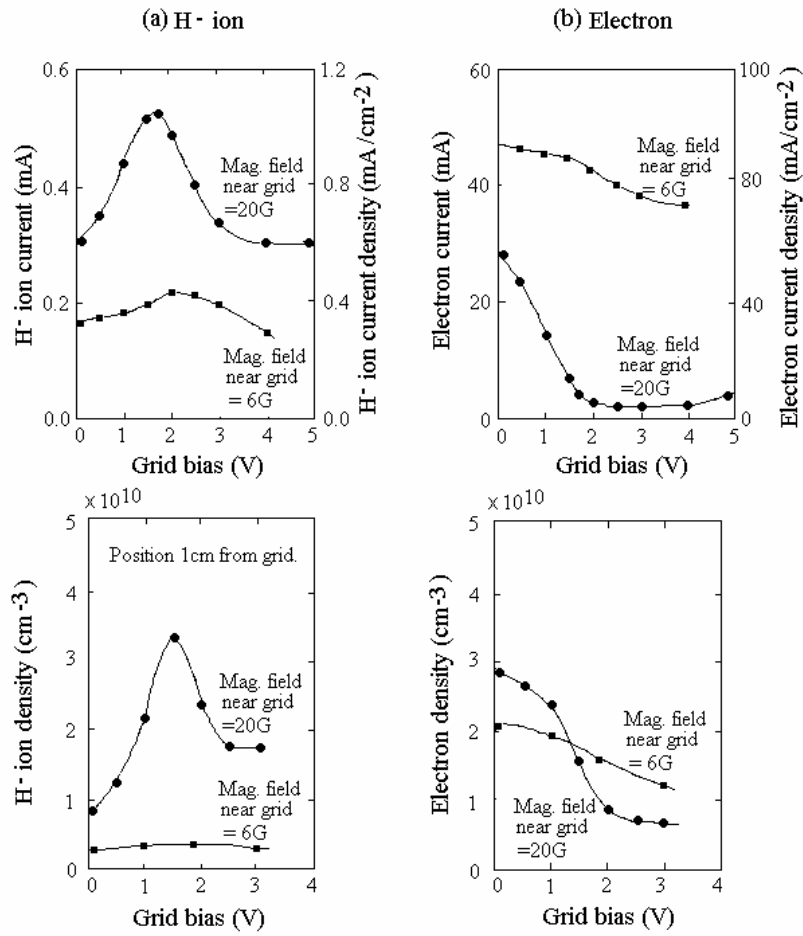 (a) H- ion
0.6
0.4
0.2
0.0
H- ion current (mA)
1.2
0.8
0.4
0.0
H- ion current density (mA/cm-2)
Mag. field
near grid
=20G
Mag. field
near grid
= 6G
0 1 2 3 4 5
Grid bias (V)
(b) Electron
60
40
20
0
Electron current (mA)
100
80
40
0
Electron current density (mA/cm-2)
Mag. field
near grid
= 6G
Mag. field
near grid
=20G
0 1 2 3 4 5
Grid bias (V)
× 10 10
5
4
3
2
1
0
H- ion density (cm-3)
Position 1cm from grid.
Mag. field
near grid
=20G
Mag. field
near grid
= 6G
0 1 2 3 4
Grid bias (V)
× 10 10
5
4
3
2
1
0
Electron density (cm-3)
Mag. field
near grid
= 6G
Mag. field
near grid
=20G
0 1 2 3 4
Grid bias (V)